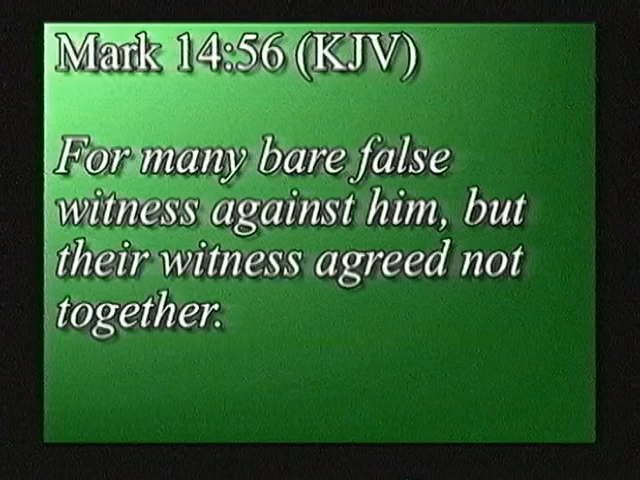 Mark 14:56 (KJV)
For many bare false
witness against him, but
their witness agreed not
together.